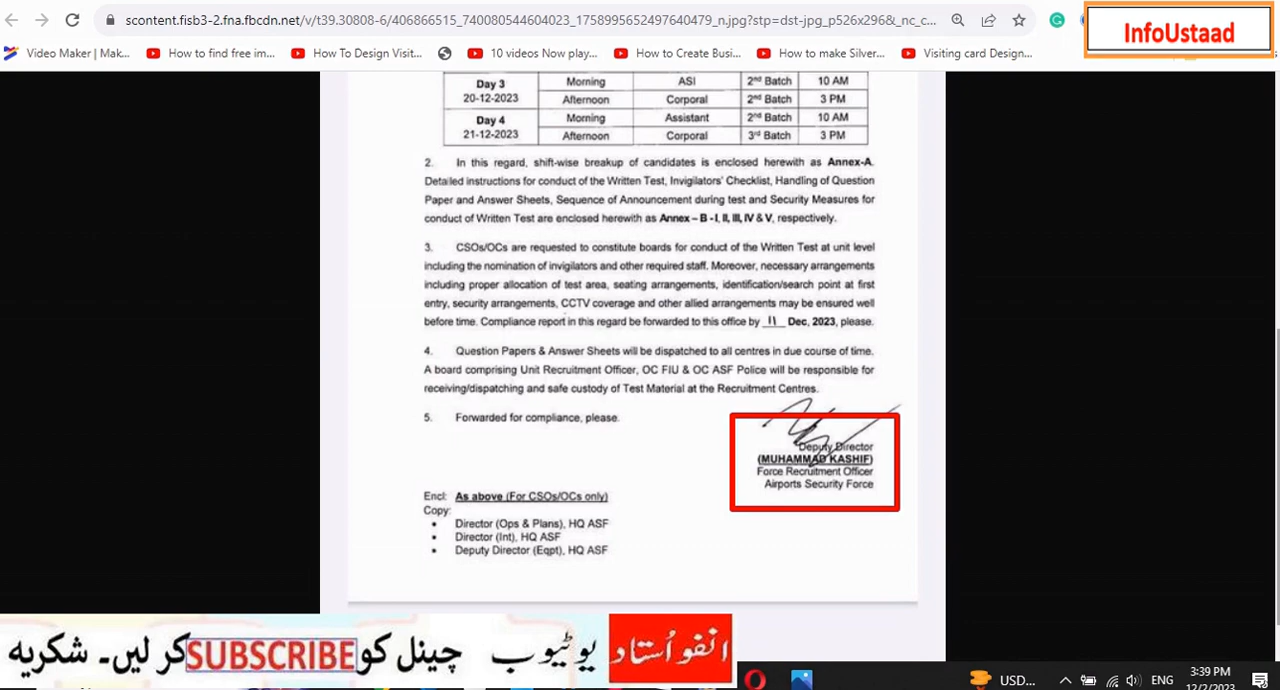 scontent.fisb3-2.fna.fbcdn.net/v/t39.30808-6/406866515_740080544604023_1758995652497640479_n.jpg?stp=dst-jpg_p526x296&_nc_c...
InfoUstaad
Video Maker | Mak...
How to find free im...
How To Design Visit...
10 videos Now play...
How to Create Busi...
How to make Silver...
Visiting card Design...
Day 3 20-12-2023 Morning ASI 2nd Batch 10 AM
Afternoon Corporal 2nd Batch 3 PM
Day 4 21-12-2023 Morning Assistant 2nd Batch 10 AM
Afternoon Corporal 3rd Batch 3 PM
2. In this regard, shift-wise breakup of candidates is enclosed herewith as Annex-A.
Detailed instructions for conduct of the Written Test, Invigilators' Checklist, Handling of Question
Paper and Answer Sheets, Sequence of Announcement during test and Security Measures for
conduct of Written Test are enclosed herewith as Annex – B - I, II, III, IV & V, respectively.
3. CSOs/OCs are requested to constitute boards for conduct of the Written Test at unit level
including the nomination of invigilators and other required staff. Moreover, necessary arrangements
including proper allocation of test area, seating arrangements, identification/search point at first
entry, security arrangements, CCTV coverage and other allied arrangements may be ensured well
before time. Compliance report in this regard be forwarded to this office by 11 Dec, 2023, please.
4. Question Papers & Answer Sheets will be dispatched to all centres in due course of time.
A board comprising Unit Recruitment Officer, OC FIU & OC ASF Police will be responsible for
receiving/dispatching and safe custody of Test Material at the Recruitment Centres.
5. Forwarded for compliance, please.
Deputy Director
(MUHAMMAD KASHIF)
Force Recruitment Officer
Airports Security Force
Encl: As above (For CSOs/OCs only)
Copy:
• Director (Ops & Plans), HQ ASF
• Director (Int), HQ ASF
• Deputy Director (Eqpt), HQ ASF
انفو اُستاد یوٹیوب چینل کو SUBSCRIBE کر لیں۔ شکریہ
USD...
ENG
3:39 PM
12/2/2023